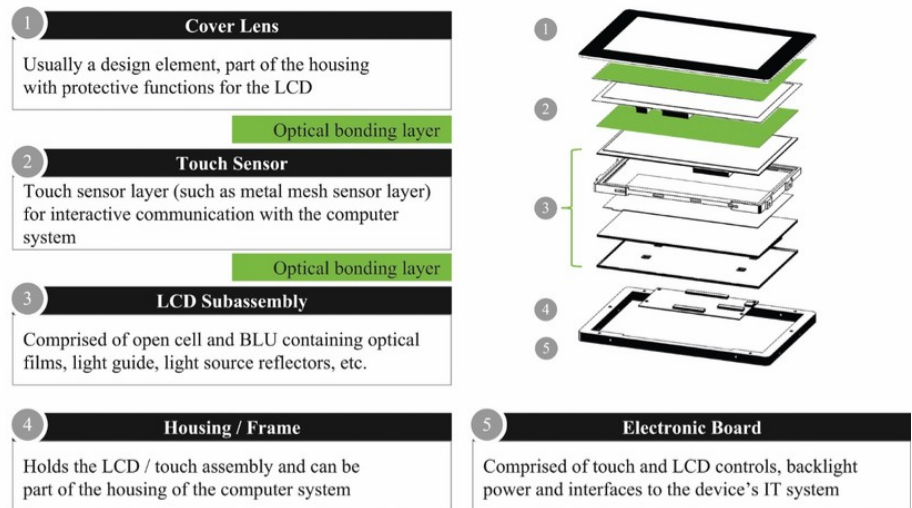 1
Cover Lens
Usually a design element, part of the housing
with protective functions for the LCD
Optical bonding layer
2
Touch Sensor
Touch sensor layer (such as metal mesh sensor layer)
for interactive communication with the computer
system
Optical bonding layer
3
LCD Subassembly
Comprised of open cell and BLU containing optical
films, light guide, light source reflectors, etc.
1
2
3
4
5
4
Housing / Frame
Holds the LCD / touch assembly and can be
part of the housing of the computer system
5
Electronic Board
Comprised of touch and LCD controls, backlight
power and interfaces to the device's IT system